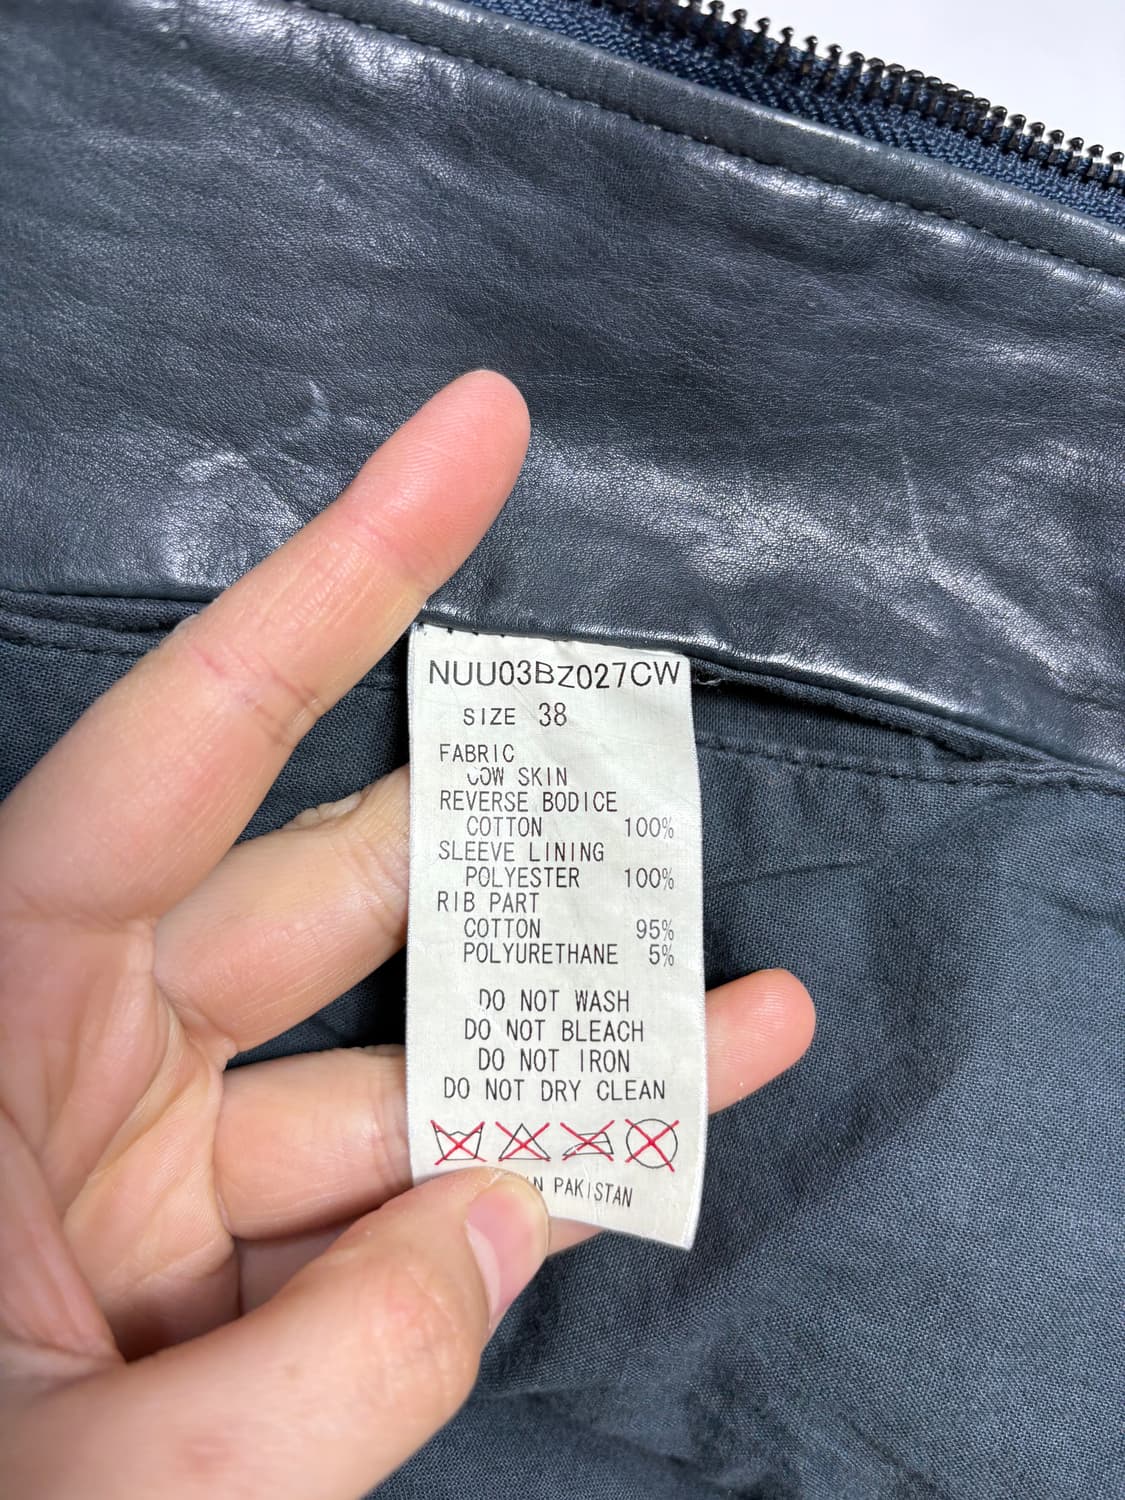 NUU03BZ027CW
SIZE 38
FABRIC
COW SKIN
REVERSE BODICE
COTTON 100%
SLEEVE LINING
POLYESTER 100%
RIB PART
COTTON 95%
POLYURETHANE 5%
DO NOT WASH
DO NOT BLEACH
DO NOT IRON
DO NOT DRY CLEAN
IN PAKISTAN